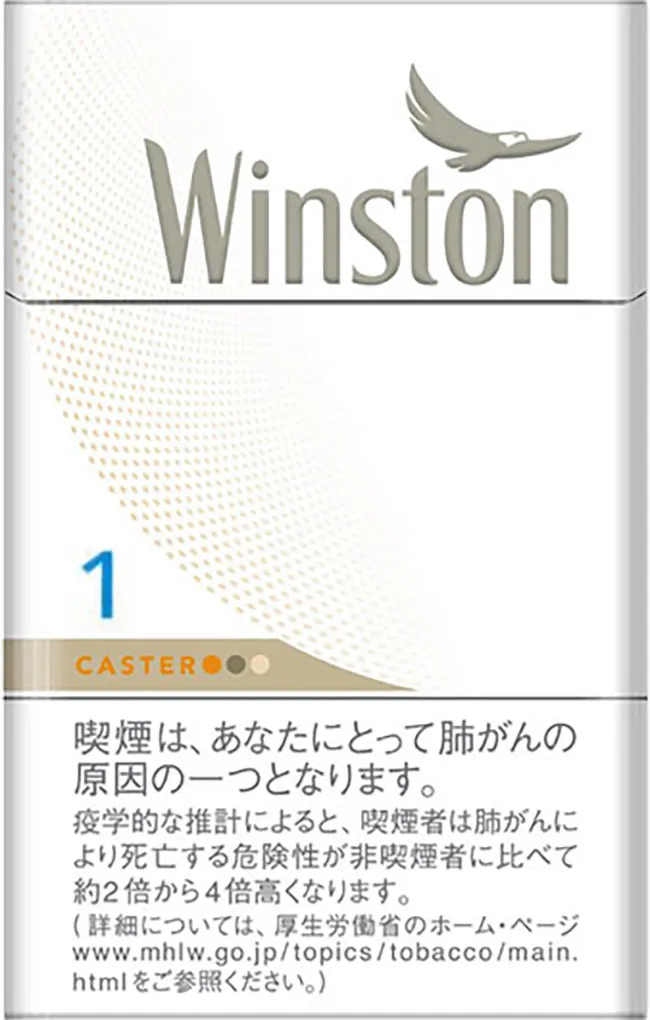 Winston
1
CASTER
喫煙は、あなたにとって肺がんの
原因の一つとなります。
疫学的な推計によると、喫煙者は肺がんに
より死亡する危険性が非喫煙者に比べて
約2倍から4倍高くなります。
(詳細については、厚生労働省のホーム・ページ
www.mhlw.go.jp/topics/tobacco/main.
htmlをご参照ください。)